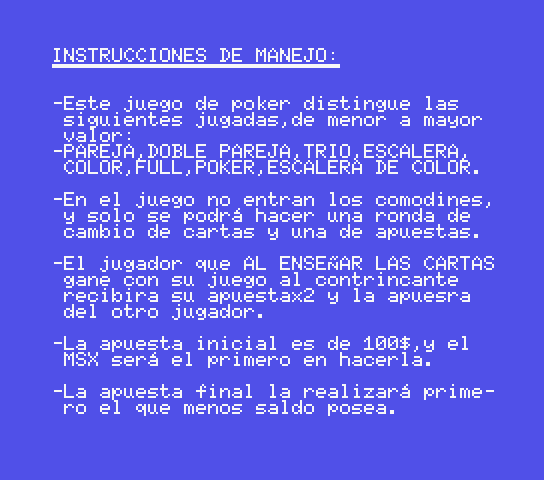 INSTRUCCIONES DE MANEJO:
-Este juego de poker distingue las
siguientes jugadas,de menor a mayor
valor:
-PAREJA,DOBLE PAREJA,TRIO,ESCALERA,
COLOR,FULL,POKER,ESCALERA DE COLOR.
-En el juego no entran los comodines,
y solo se podrá hacer una ronda de
cambio de cartas y una de apuestas.
-El jugador que AL ENSEÑAR LAS CARTAS
gane con su juego al contrincante
recibira su apuestax2 y la apuesra
del otro jugador.
-La apuesta inicial es de 100$,y el
MSX será el primero en hacerla.
-La apuesta final la realizará prime-
ro el que menos saldo posea.